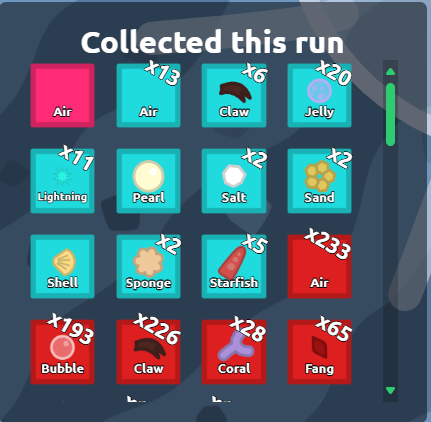 Collected this run
Air
x13
Air
x6
Claw
x20
Jelly
x11
Lightning
Pearl
x2
Salt
x2
Sand
Shell
x2
Sponge
x5
Starfish
x233
Air
x193
Bubble
x226
Claw
x28
Coral
x65
Fang